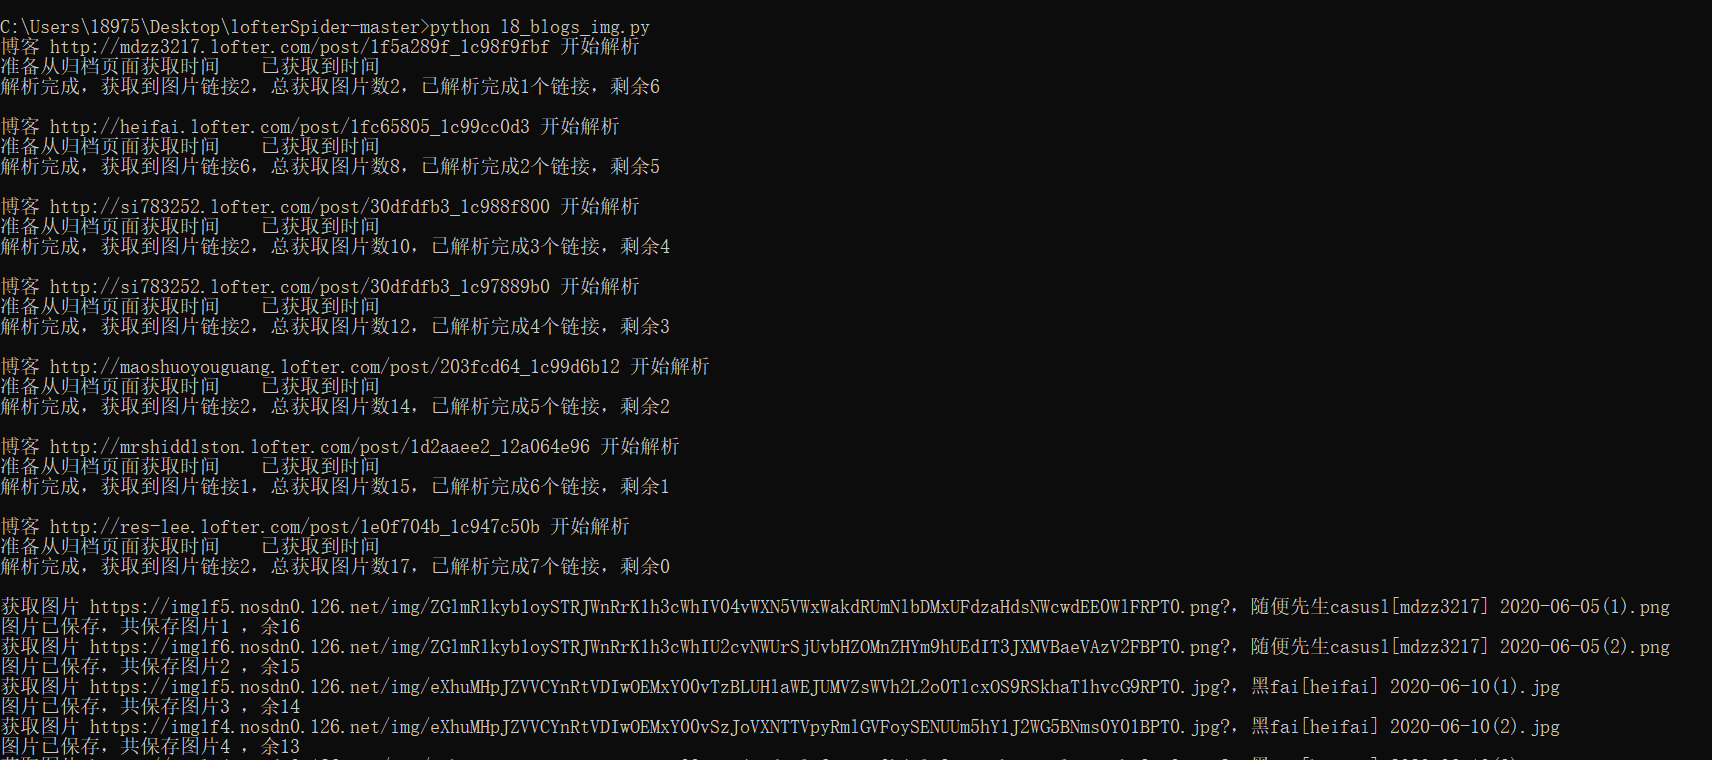 C:\Users\18975\Desktop\lofterSpider-master>python l8_blogs_img.py
博客 http://mdzz3217.lofter.com/post/1f5a289f_1c98f9fbf 开始解析
准备从归档页面获取时间    已获取到时间
解析完成，获取到图片链接2，总获取图片数2，已解析完成1个链接，剩余6
博客 http://heifai.lofter.com/post/1fc65805_1c99cc0d3 开始解析
准备从归档页面获取时间    已获取到时间
解析完成，获取到图片链接6，总获取图片数8，已解析完成2个链接，剩余5
博客 http://si783252.lofter.com/post/30dfdfb3_1c988f800 开始解析
准备从归档页面获取时间    已获取到时间
解析完成，获取到图片链接2，总获取图片数10，已解析完成3个链接，剩余4
博客 http://si783252.lofter.com/post/30dfdfb3_1c97889b0 开始解析
准备从归档页面获取时间    已获取到时间
解析完成，获取到图片链接2，总获取图片数12，已解析完成4个链接，剩余3
博客 http://maoshuoyouguang.lofter.com/post/203fcd64_1c99d6b12 开始解析
准备从归档页面获取时间    已获取到时间
解析完成，获取到图片链接2，总获取图片数14，已解析完成5个链接，剩余2
博客 http://mrshiddlston.lofter.com/post/1d2aaee2_12a064e96 开始解析
准备从归档页面获取时间    已获取到时间
解析完成，获取到图片链接1，总获取图片数15，已解析完成6个链接，剩余1
博客 http://res-lee.lofter.com/post/1e0f704b_1c947c50b 开始解析
准备从归档页面获取时间    已获取到时间
解析完成，获取到图片链接2，总获取图片数17，已解析完成7个链接，剩余0
获取图片 https://imglf5.nosdn0.126.net/img/ZGlmRlkyb1oySTRJWnRrK1h3cWhIV04vWXN5VWxWakdRUmNlbDMxUFdzaHdsNWcwdEE0WlFRPT0.png?，随便先生casusl[mdzz3217] 2020-06-05(1).png
图片已保存，共保存图片1 ，余16
获取图片 https://imglf6.nosdn0.126.net/img/ZGlmRlkyb1oySTRJWnRrK1h3cWhIU2cvNWUrSjUvbHZOMnZHYm9hUEdIT3JXMVBaeVAzV2FBPT0.png?，随便先生casusl[mdzz3217] 2020-06-05(2).png
图片已保存，共保存图片2 ，余15
获取图片 https://imglf5.nosdn0.126.net/img/eXhuMHpJZVVCYnRtVDIwOEMxY00vTzBLUHlaWEJUMVZsWVh2L2o0TlcxOS9RSkhaT1hvcG9RPT0.jpg?，黑fai[heifai] 2020-06-10(1).jpg
图片已保存，共保存图片3 ，余14
获取图片 https://imglf4.nosdn0.126.net/img/eXhuMHpJZVVCYnRtVDIwOEMxY00vSzJoVXNTTVpyRmlGVFoySENUUm5hYlJ2WG5BNms0Y0lBPT0.jpg?，黑fai[heifai] 2020-06-10(2).jpg
图片已保存，共保存图片4 ，余13